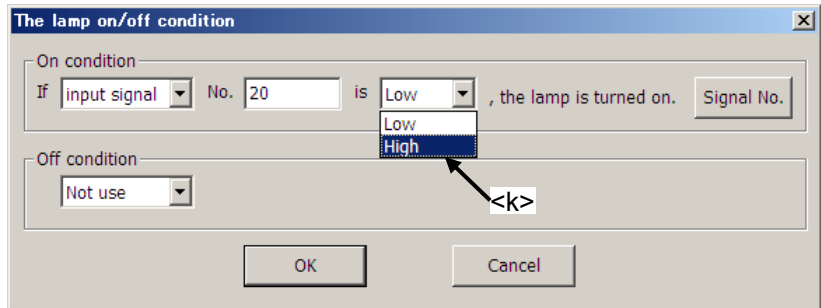 The lamp on/off condition
On condition
If input signal No. 20 is Low , the lamp is turned on. Signal No.
Low
High
Off condition
Not use
<k>
OK Cancel